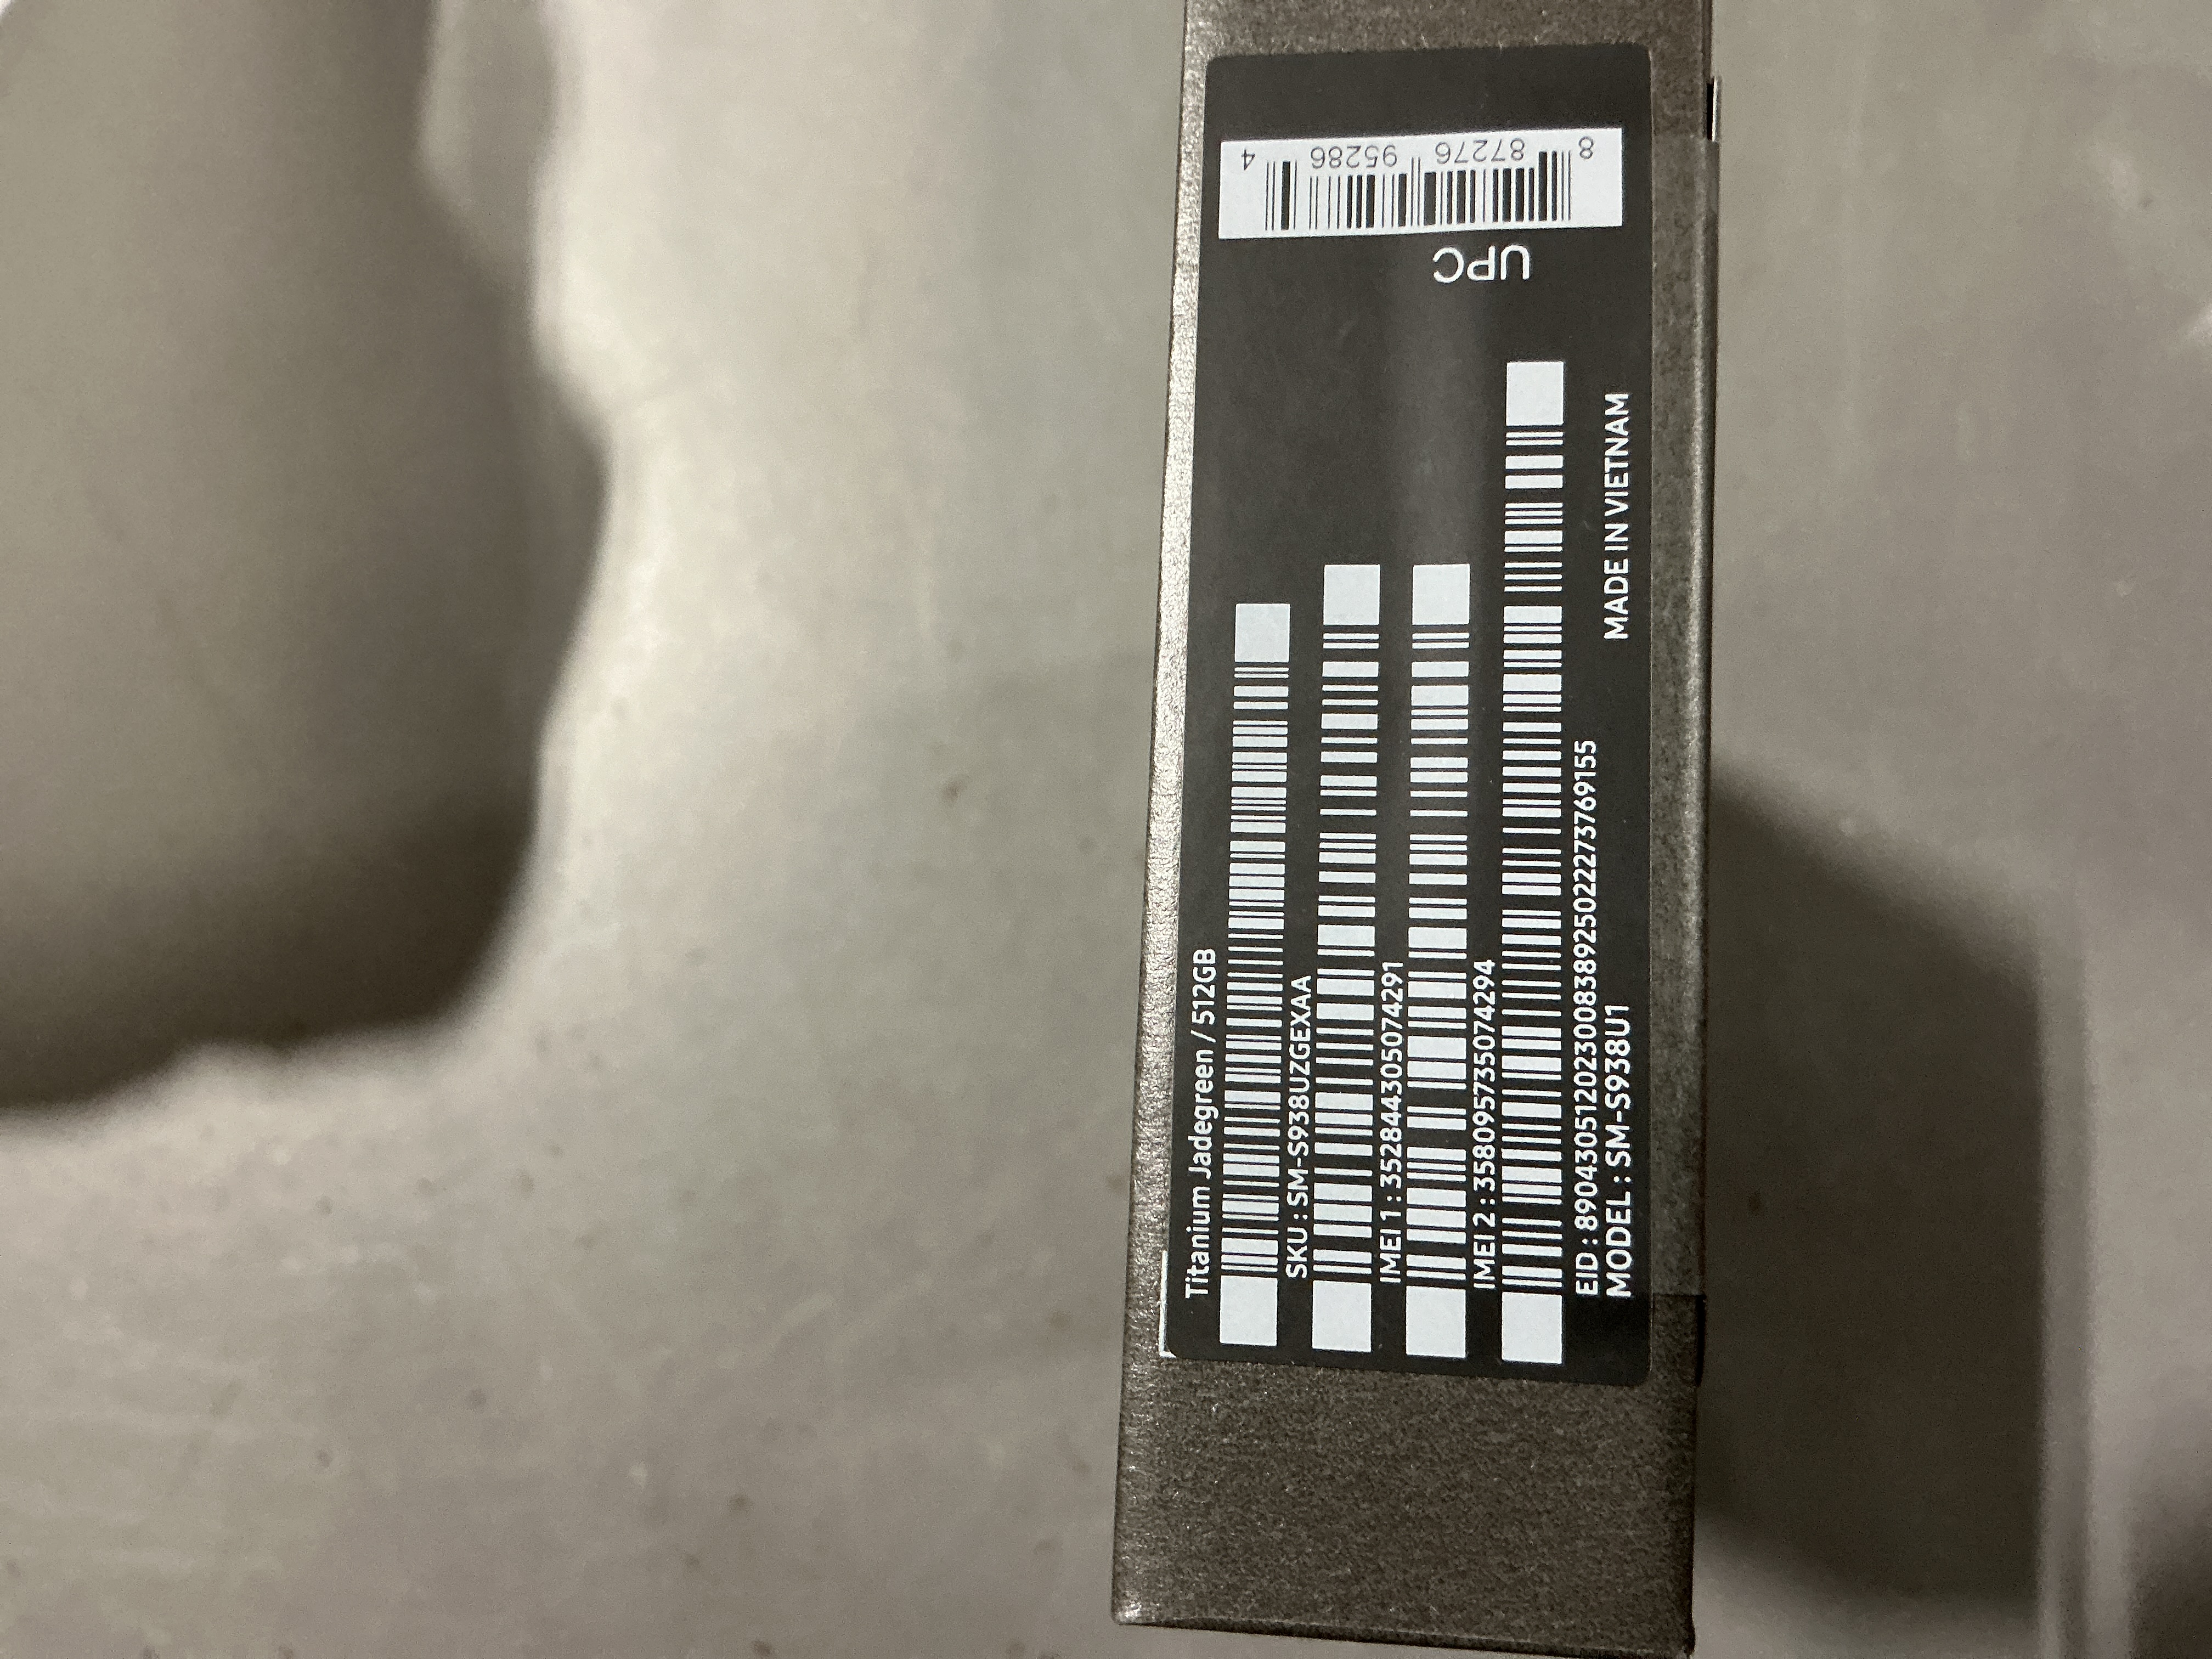 Titanium Jadegreen / 512GB
SKU : SM-S938UZGEXAA
IMEI 1 : 352844305074291
IMEI 2 : 358095735074294
EID : 89043051202300838925022273769155
MODEL : SM-S938U1
MADE IN VIETNAM
UPC
8 87276 95286 4